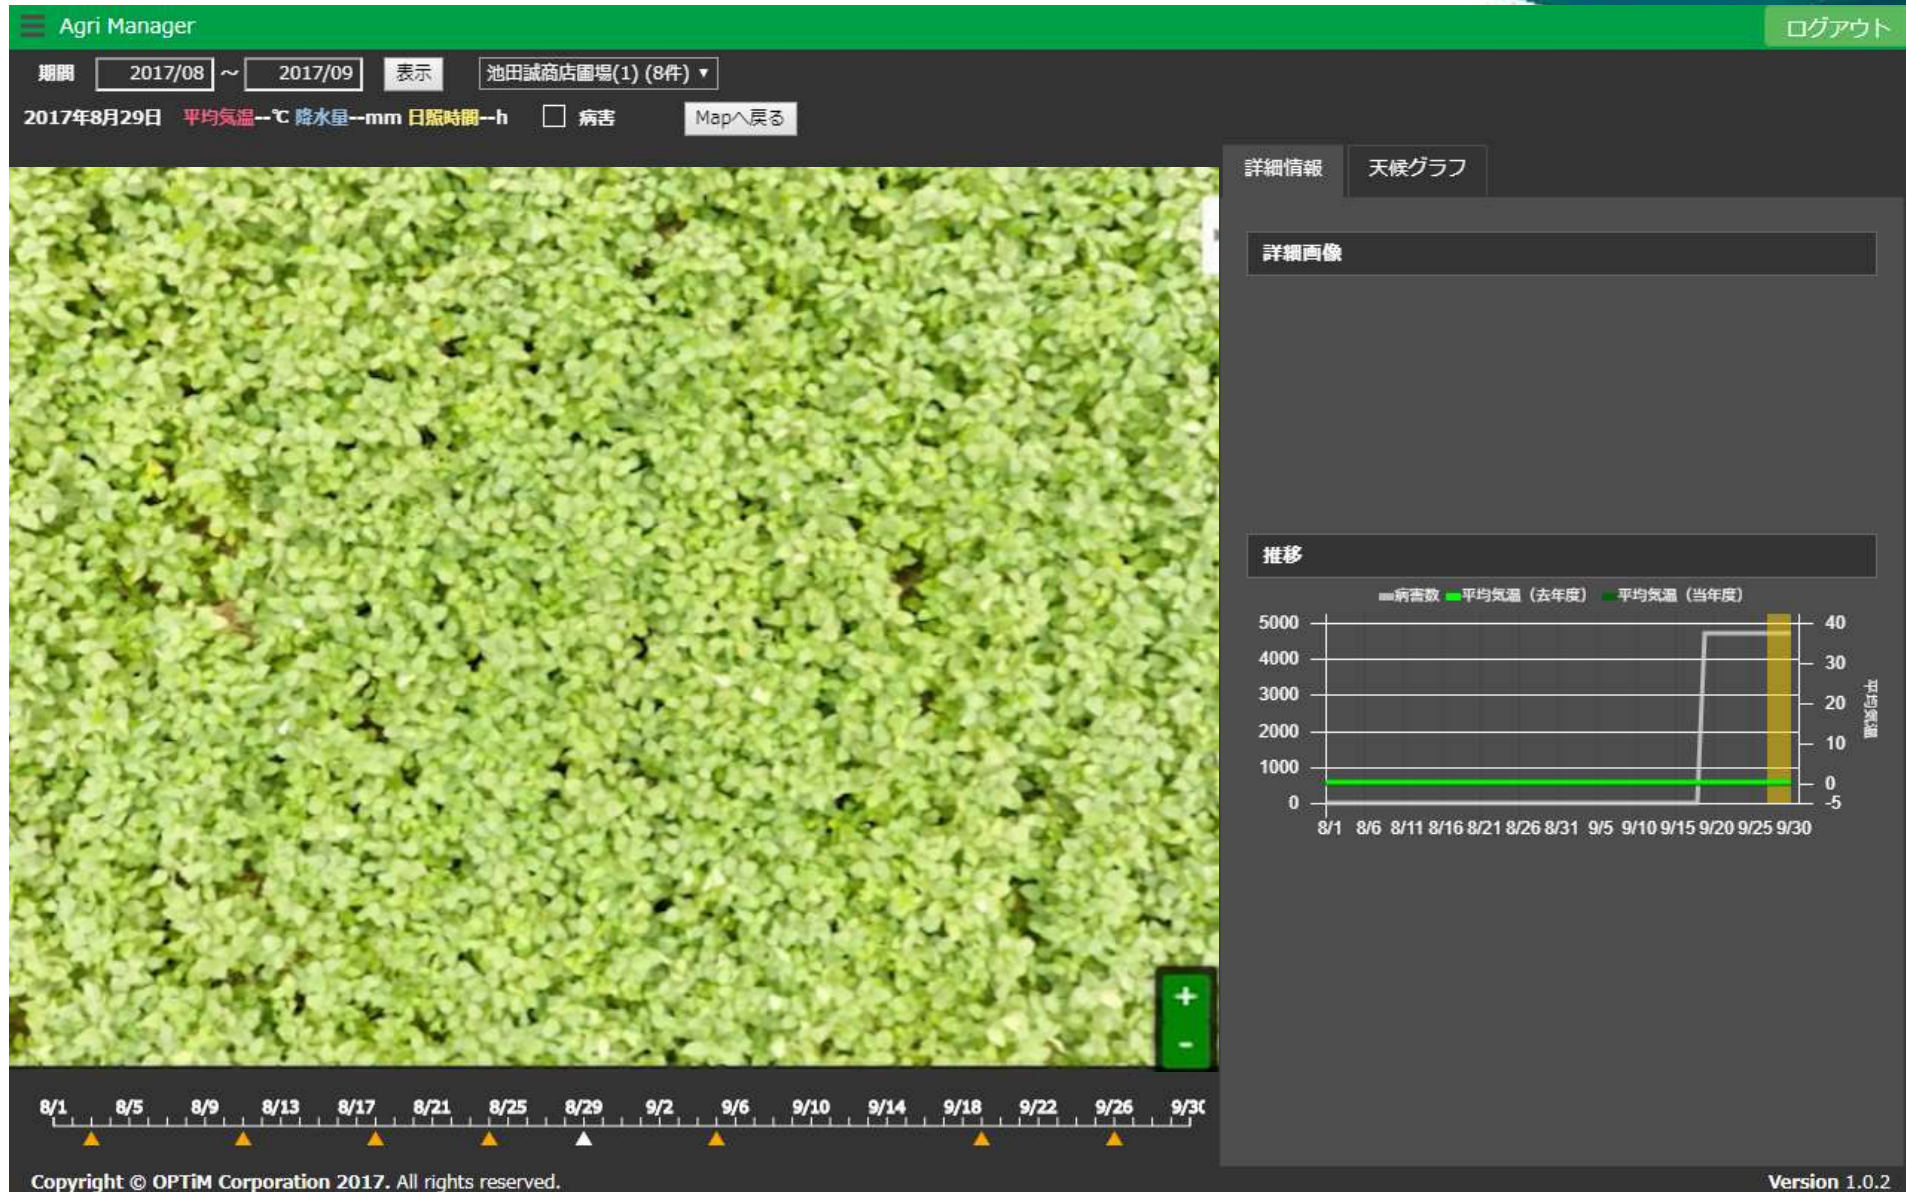 Agri Manager
ログアウト
期間 2017/08 ～ 2017/09 表示 池田誠商店圃場(1) (8件) ▼
2017年8月29日 平均気温--℃ 降水量--mm 日照時間--h 病害 Mapへ戻る
詳細情報 天候グラフ
詳細画像
推移
病害数 平均気温（去年度） 平均気温（当年度）
5000
4000
3000
2000
1000
0
40
30
20
10
0
-5
平均気温
8/1 8/6 8/11 8/16 8/21 8/26 8/31 9/5 9/10 9/15 9/20 9/25 9/30
+
-
8/1 8/5 8/9 8/13 8/17 8/21 8/25 8/29 9/2 9/6 9/10 9/14 9/18 9/22 9/26 9/30
Copyright © OPTiM Corporation 2017. All rights reserved.
Version 1.0.2